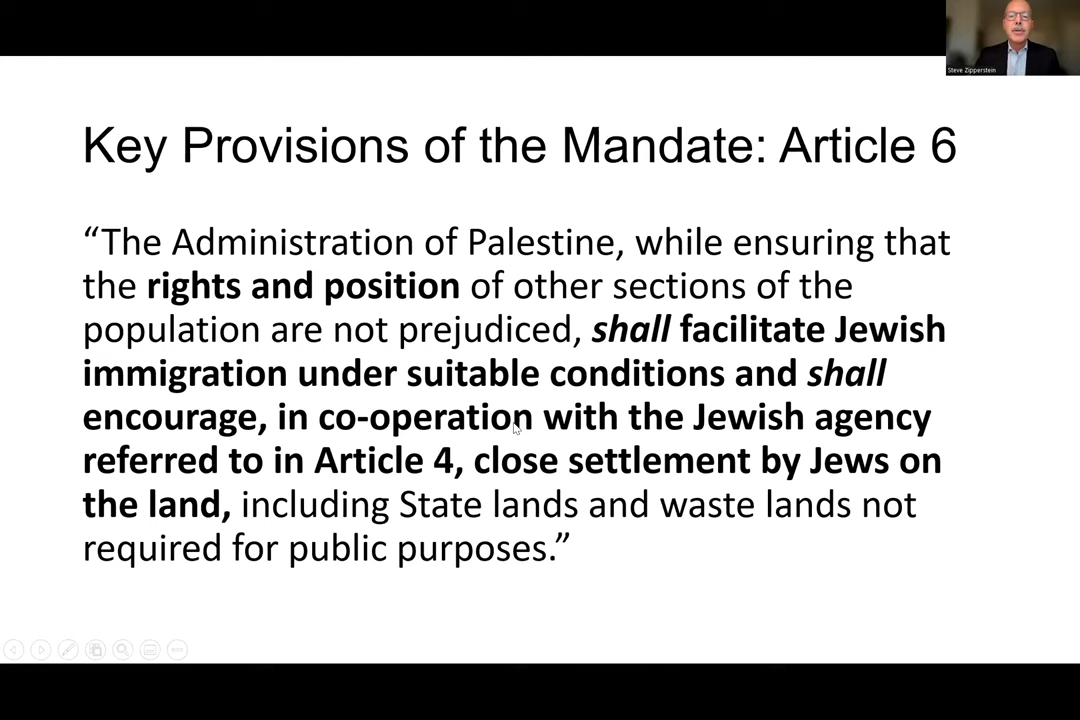 Steve Zipperstein
Key Provisions of the Mandate: Article 6
“The Administration of Palestine, while ensuring that
the rights and position of other sections of the
population are not prejudiced, shall facilitate Jewish
immigration under suitable conditions and shall
encourage, in co-operation with the Jewish agency
referred to in Article 4, close settlement by Jews on
the land, including State lands and waste lands not
required for public purposes.”